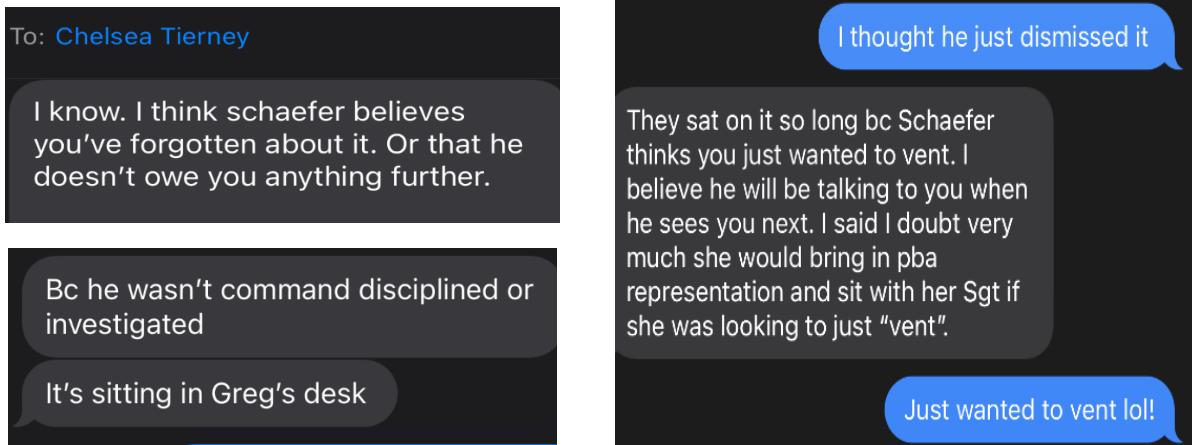 To: Chelsea Tierney
I know. I think schaefer believes
you've forgotten about it. Or that he
doesn't owe you anything further.
Bc he wasn't command disciplined or
investigated
It's sitting in Greg's desk
I thought he just dismissed it
They sat on it so long bc Schaefer
thinks you just wanted to vent. I
believe he will be talking to you when
he sees you next. I said I doubt very
much she would bring in pba
representation and sit with her Sgt if
she was looking to just “vent”.
Just wanted to vent lol!